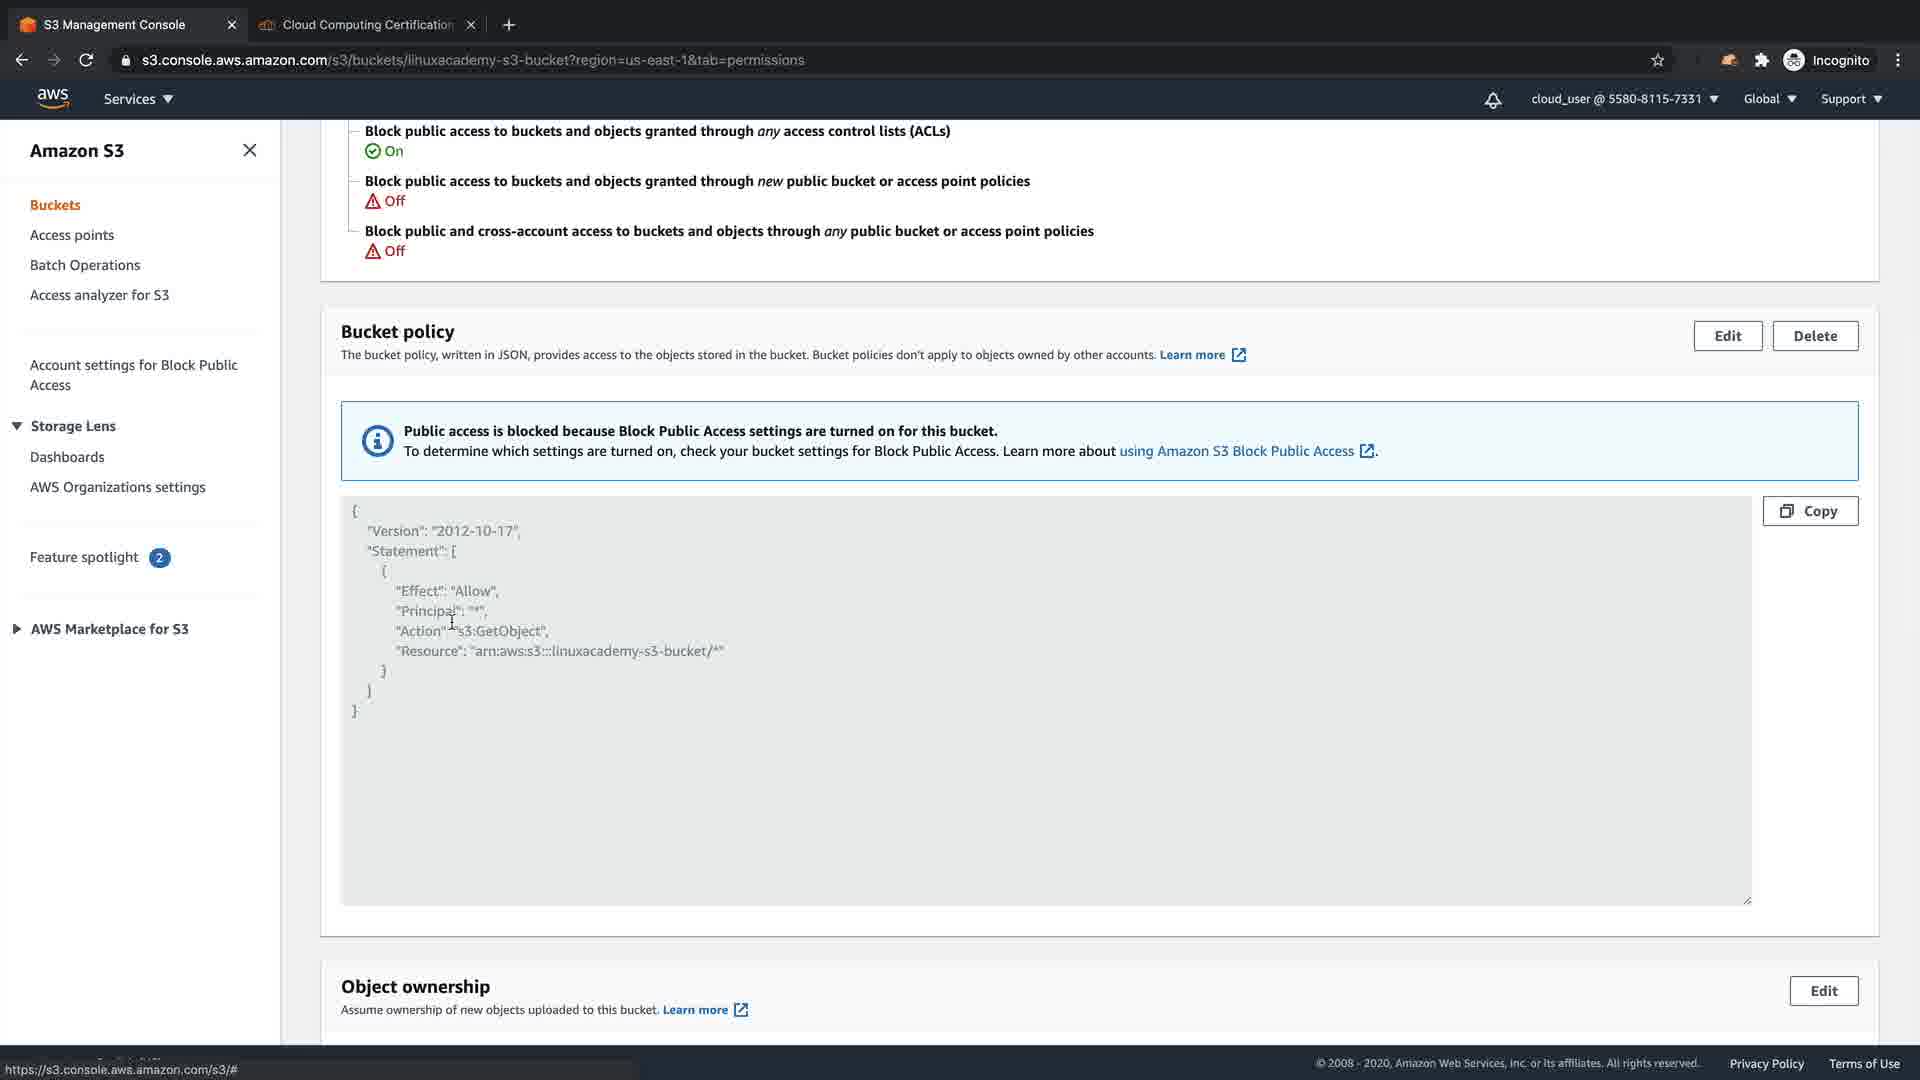 S3 Management Console
Cloud Computing Certification
s3.console.aws.amazon.com/s3/buckets/linuxacademy-s3-bucket?region=us-east-1&tab=permissions
Incognito
aws
Services
cloud_user @ 5580-8115-7331
Global
Support
Amazon S3
Buckets
Access points
Batch Operations
Access analyzer for S3
Account settings for Block Public
Access
Storage Lens
Dashboards
AWS Organizations settings
Feature spotlight 2
AWS Marketplace for S3
Block public access to buckets and objects granted through any access control lists (ACLs)
On
Block public access to buckets and objects granted through new public bucket or access point policies
Off
Block public and cross-account access to buckets and objects through any public bucket or access point policies
Off
Bucket policy
Edit
Delete
The bucket policy, written in JSON, provides access to the objects stored in the bucket. Bucket policies don't apply to objects owned by other accounts. Learn more
Public access is blocked because Block Public Access settings are turned on for this bucket.
To determine which settings are turned on, check your bucket settings for Block Public Access. Learn more about using Amazon S3 Block Public Access.
Copy
{
"Version": "2012-10-17",
"Statement": [
{
"Effect": "Allow",
"Principal": "*",
"Action": "s3:GetObject",
"Resource": "arn:aws:s3:::linuxacademy-s3-bucket/*"
}
]
}
Object ownership
Edit
Assume ownership of new objects uploaded to this bucket. Learn more
https://s3.console.aws.amazon.com/s3/#
© 2008 - 2020, Amazon Web Services, Inc. or its affiliates. All rights reserved.
Privacy Policy
Terms of Use